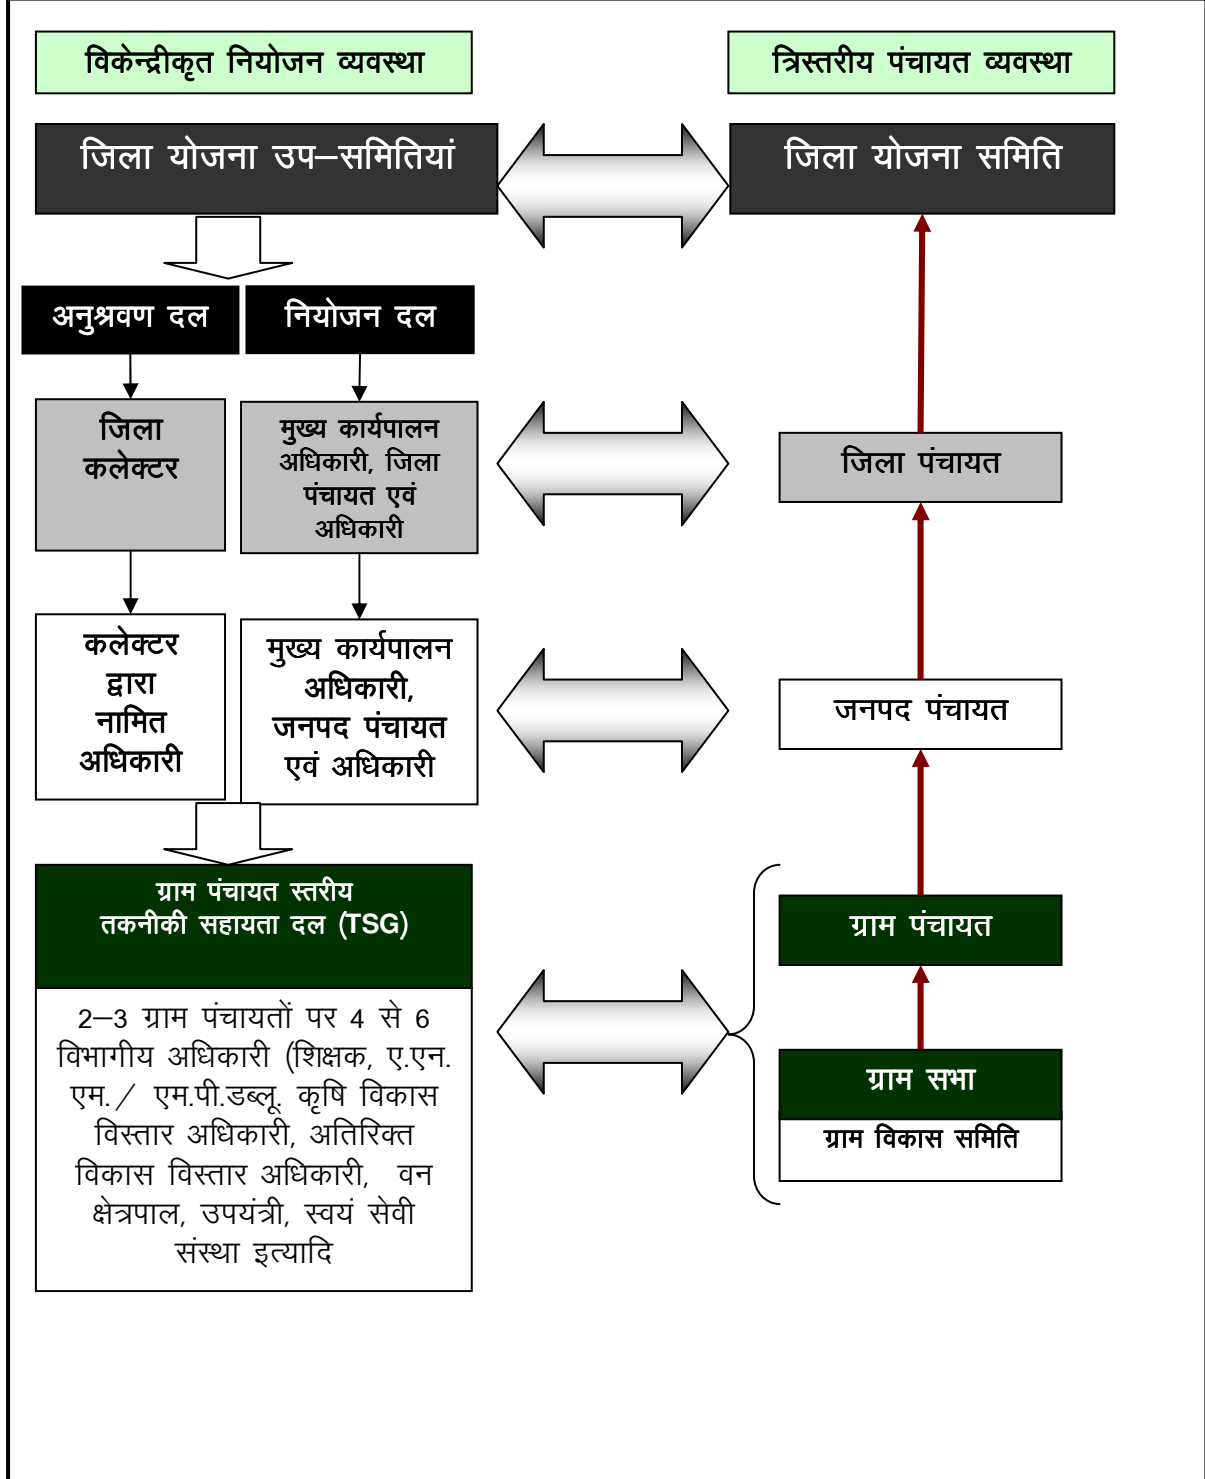 विकेन्द्रीकृत नियोजन व्यवस्था
त्रिस्तरीय पंचायत व्यवस्था
जिला योजना उप–समितियां
जिला योजना समिति
अनुश्रवण दल
नियोजन दल
जिला
कलेक्टर
मुख्य कार्यपालन
अधिकारी, जिला
पंचायत एवं
अधिकारी
जिला पंचायत
कलेक्टर
द्वारा
नामित
अधिकारी
मुख्य कार्यपालन
अधिकारी,
जनपद पंचायत
एवं अधिकारी
जनपद पंचायत
ग्राम पंचायत स्तरीय
तकनीकी सहायता दल (TSG)
2–3 ग्राम पंचायतों पर 4 से 6
विभागीय अधिकारी (शिक्षक, ए.एन.
एम./ एम.पी.डब्लू. कृषि विकास
विस्तार अधिकारी, अतिरिक्त
विकास विस्तार अधिकारी, वन
क्षेत्रपाल, उपयंत्री, स्वयं सेवी
संस्था इत्यादि
ग्राम पंचायत
ग्राम सभा
ग्राम विकास समिति